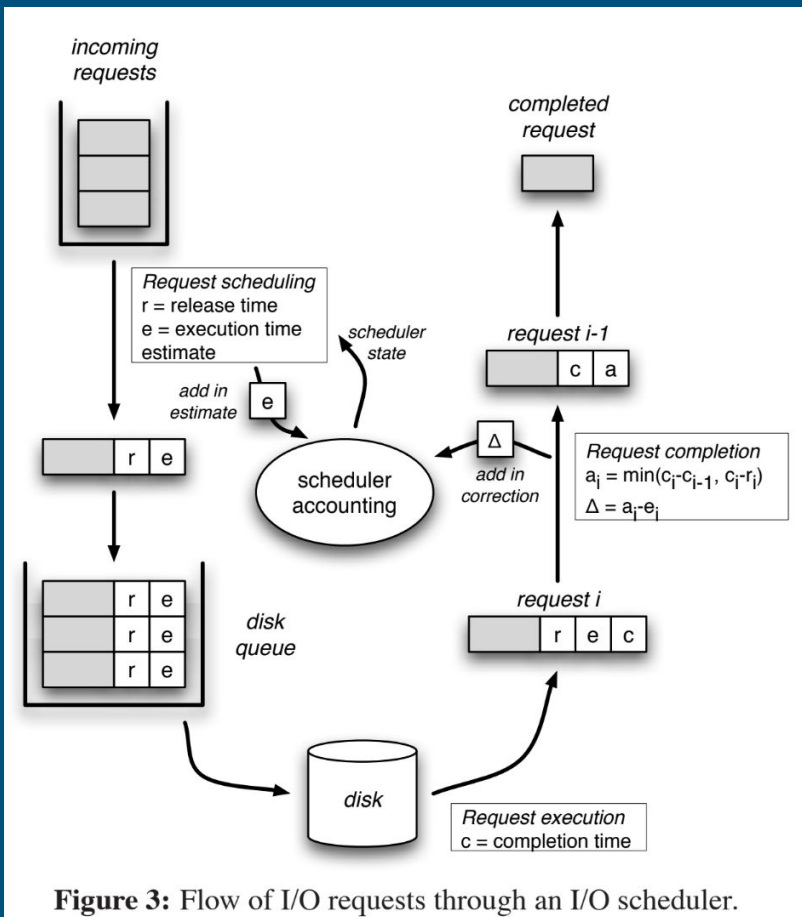 incoming
requests
completed
request
Request scheduling
r = release time
e = execution time
estimate
scheduler
state
add in
estimate
e
r e
scheduler
accounting
Δ
add in
correction
request i-1
c a
Request completion
aᵢ = min(cᵢ-cᵢ₋₁, cᵢ-rᵢ)
Δ = aᵢ-eᵢ
r e
r e
r e
disk
queue
request i
r e c
disk
Request execution
c = completion time
Figure 3: Flow of I/O requests through an I/O scheduler.